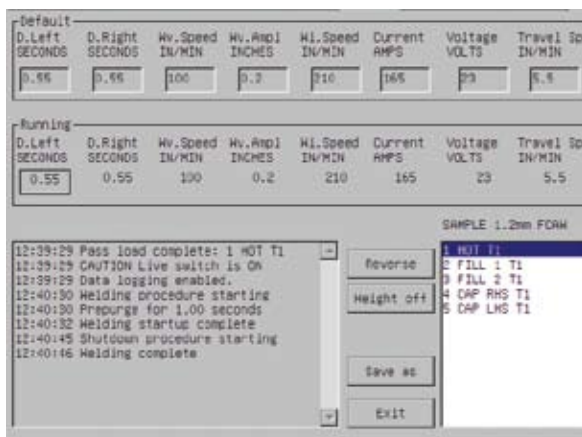 Default
D.Left D.Right Wv.Speed Wv.Ampl Wi.Speed Current Voltage Travel Sp
SECONDS SECONDS IN/MIN INCHES IN/MIN AMPS VOLTS IN/MIN
0.55 0.55 100 0.2 210 165 23 5.5
Running
D.Left D.Right Wv.Speed Wv.Ampl Wi.Speed Current Voltage Travel Sp
SECONDS SECONDS IN/MIN INCHES IN/MIN AMPS VOLTS IN/MIN
0.55 0.55 100 0.2 210 165 23 5.5
SAMPLE 1.2mm FCAW
12:39:29 Pass load complete: 1 HOT T1
12:39:29 CAUTION Live switch is ON
12:39:29 Data logging enabled.
12:40:30 Welding procedure starting
12:40:30 Prepurge for 1.00 seconds
12:40:32 Welding startup complete
12:40:45 Shutdown procedure starting
12:40:46 Welding complete
Reverse
Height off
Save as
Exit
1 HOT T1
2 FILL 1 T1
3 FILL 2 T1
4 CAP RHS T1
5 CAP LHS T1